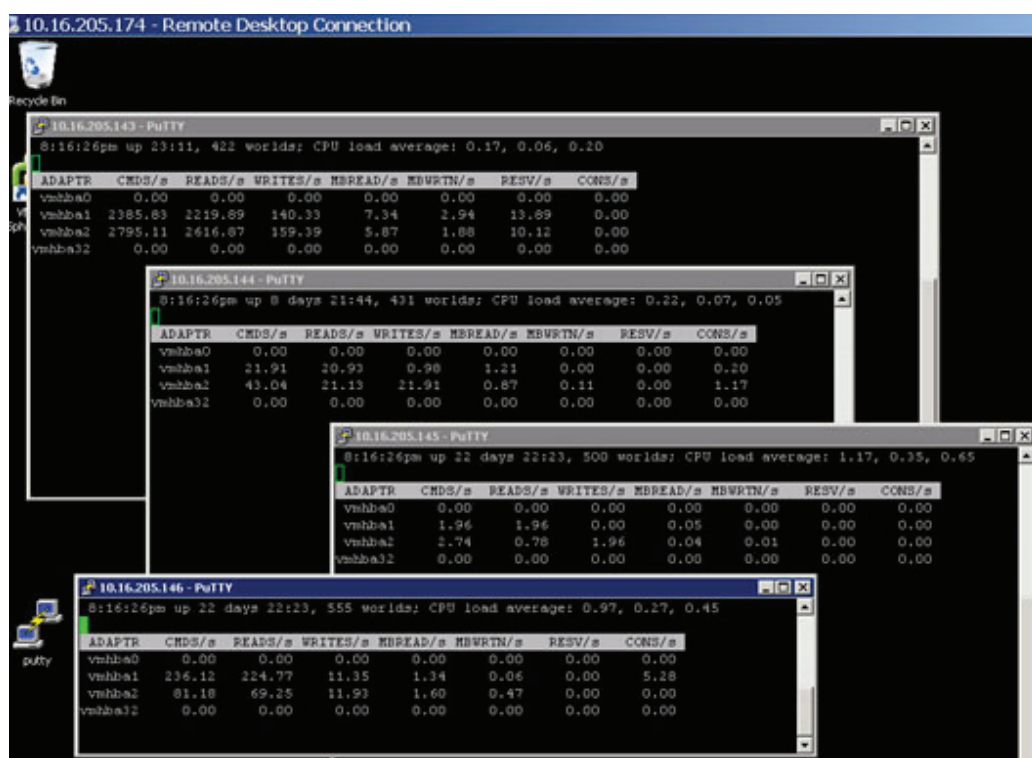 10.16.205.174 - Remote Desktop Connection
Recycle Bin
10.16.205.143 - PuTTY
8:16:26pm up 23:11, 422 worlds; CPU load average: 0.17, 0.06, 0.20
ADAPTR CMDS/s READS/s WRITES/s MBREAD/s MBWRTN/s RESV/s CONS/s
vmhba0 0.00 0.00 0.00 0.00 0.00 0.00 0.00
vmhba1 2385.83 2219.89 140.33 7.34 2.94 13.89 0.00
vmhba2 2795.11 2616.87 159.39 5.87 1.88 10.12 0.00
vmhba32 0.00 0.00 0.00 0.00 0.00 0.00 0.00
10.16.205.144 - PuTTY
8:16:26pm up 8 days 21:44, 431 worlds; CPU load average: 0.22, 0.07, 0.05
ADAPTR CMDS/s READS/s WRITES/s MBREAD/s MBWRTN/s RESV/s CONS/s
vmhba0 0.00 0.00 0.00 0.00 0.00 0.00 0.00
vmhba1 21.91 20.93 0.98 1.21 0.00 0.00 0.20
vmhba2 43.04 21.13 21.91 0.87 0.11 0.00 1.17
vmhba32 0.00 0.00 0.00 0.00 0.00 0.00 0.00
10.16.205.145 - PuTTY
8:16:26pm up 22 days 22:23, 500 worlds; CPU load average: 1.17, 0.35, 0.65
ADAPTR CMDS/s READS/s WRITES/s MBREAD/s MBWRTN/s RESV/s CONS/s
vmhba0 0.00 0.00 0.00 0.00 0.00 0.00 0.00
vmhba1 1.96 1.96 0.00 0.05 0.00 0.00 0.00
vmhba2 2.74 0.78 1.96 0.04 0.01 0.00 0.00
vmhba32 0.00 0.00 0.00 0.00 0.00 0.00 0.00
10.16.205.146 - PuTTY
8:16:26pm up 22 days 22:23, 555 worlds; CPU load average: 0.97, 0.27, 0.45
ADAPTR CMDS/s READS/s WRITES/s MBREAD/s MBWRTN/s RESV/s CONS/s
vmhba0 0.00 0.00 0.00 0.00 0.00 0.00 0.00
vmhba1 236.12 224.77 11.35 1.34 0.06 0.00 5.28
vmhba2 81.18 69.25 11.93 1.60 0.47 0.00 0.00
vmhba32 0.00 0.00 0.00 0.00 0.00 0.00 0.00
putty